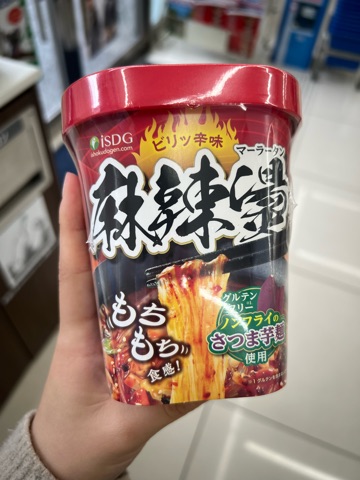 iSDG
ishokudogen.com
ピリッ辛味
マーラータン
麻辣湯
もち
もち
食感!
グルテン
フリー
ノンフライの
さつま芋麺
使用